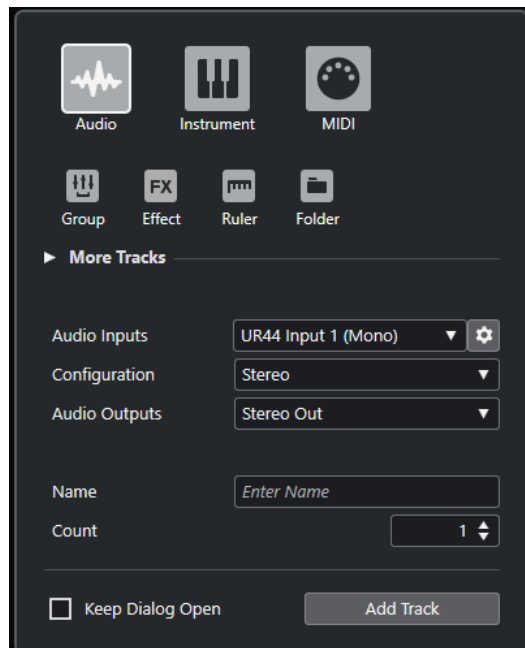 Audio Instrument MIDI
FX
Group Effect Ruler Folder
More Tracks
Audio Inputs UR44 Input 1 (Mono)
Configuration Stereo
Audio Outputs Stereo Out
Name Enter Name
Count 1
Keep Dialog Open Add Track